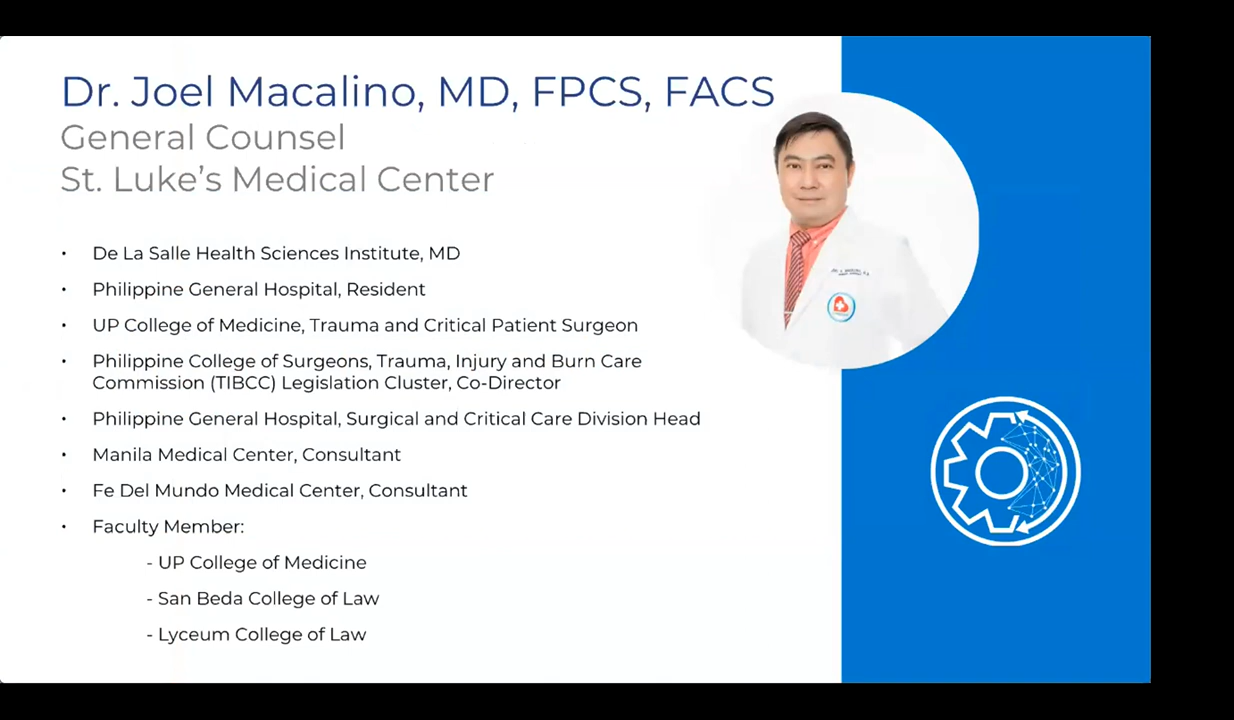 Dr. Joel Macalino, MD, FPCS, FACS
General Counsel
St. Luke's Medical Center
• De La Salle Health Sciences Institute, MD
• Philippine General Hospital, Resident
• UP College of Medicine, Trauma and Critical Patient Surgeon
• Philippine College of Surgeons, Trauma, Injury and Burn Care
Commission (TIBCC) Legislation Cluster, Co-Director
• Philippine General Hospital, Surgical and Critical Care Division Head
• Manila Medical Center, Consultant
• Fe Del Mundo Medical Center, Consultant
• Faculty Member:
- UP College of Medicine
- San Beda College of Law
- Lyceum College of Law